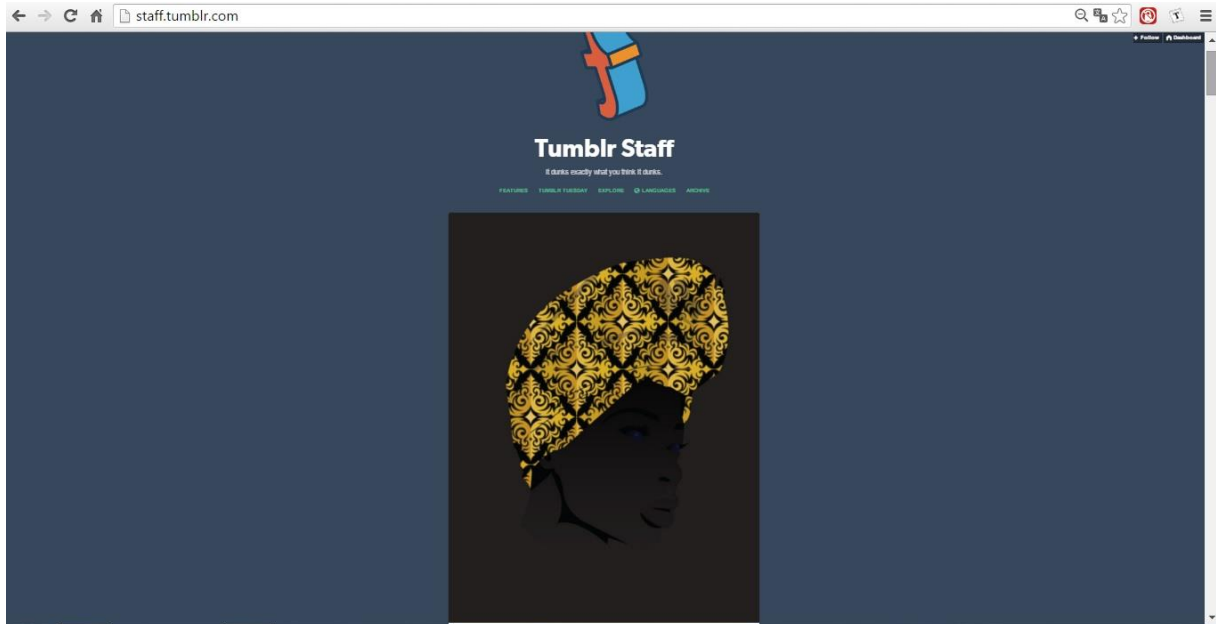 staff.tumblr.com
+ Follow Dashboard
Tumblr Staff
It dunks exactly what you think it dunks.
FEATURES TUMBLR TUESDAY EXPLORE LANGUAGES ARCHIVE